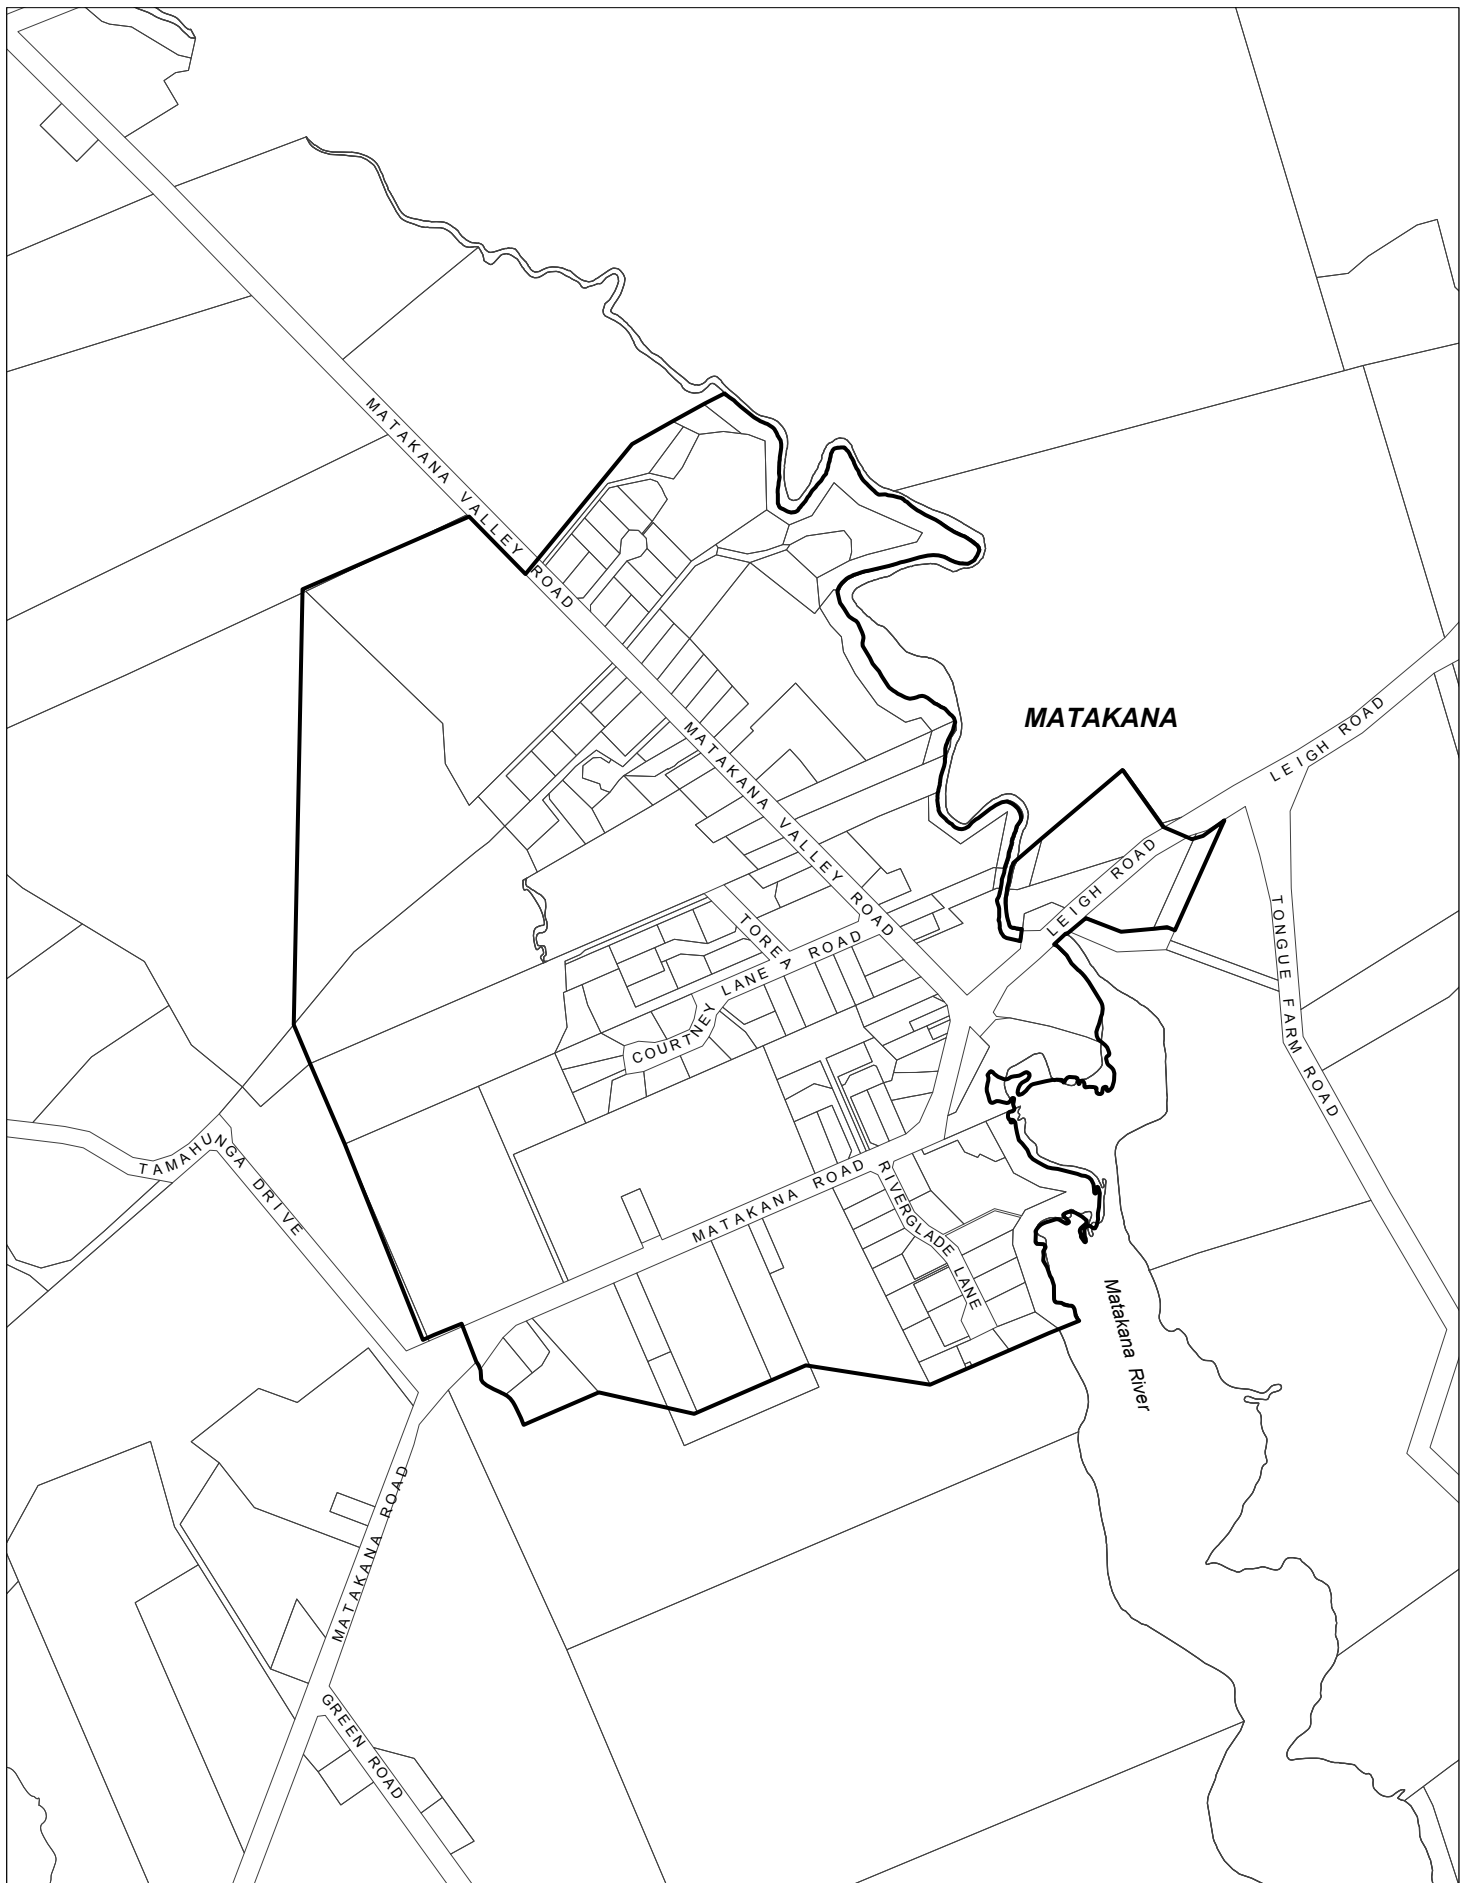 MATAKANA VALLEY ROAD
MATAKANA
LEIGH ROAD
MATAKANA VALLEY ROAD
LEIGH ROAD
TOREA ROAD
COURTNEY LANE
TONGUE FARM ROAD
TAMAHUNGA DRIVE
MATAKANA ROAD
RIVERGLADE LANE
Matakana River
MATAKANA ROAD
GREEN ROAD